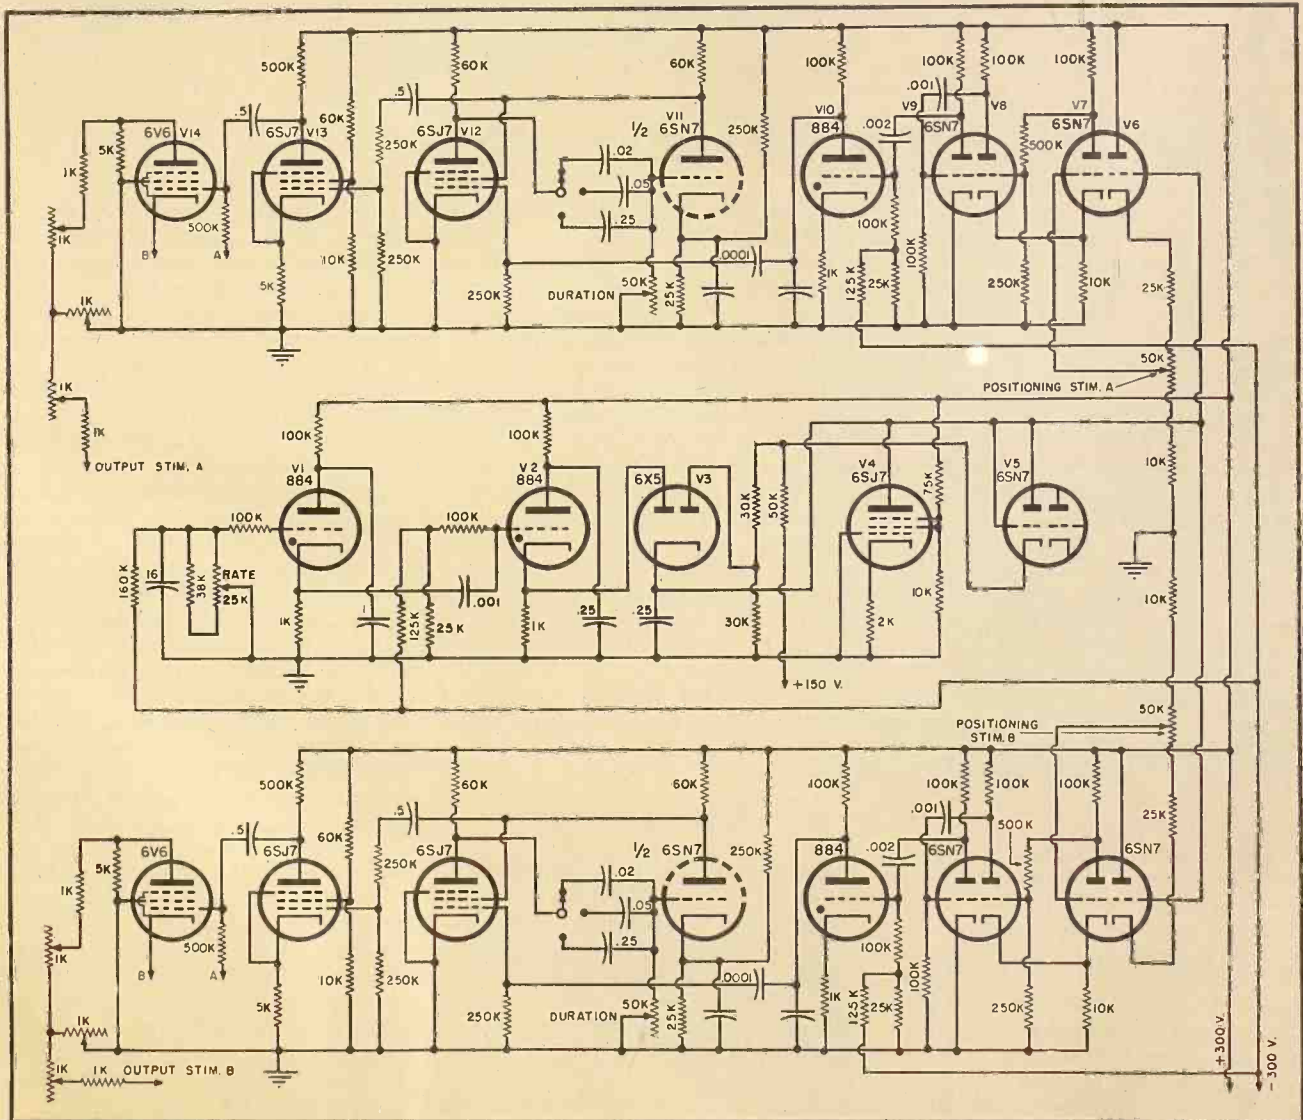 500K
60K
60K
250K
100K
100K
100K
100K
.5
.5
.001
6V6
V14
6SJ7
V13
60K
6SJ7
V12
V11
1/2
6SN7
V10
884
.002
V9
6SN7
V8
V7
6SN7
V6
5K
1K
250K
.02
.05
.25
500K
1K
500K
B
A
10K
250K
.0001
100K
1K
125K
25K
100K
250K
10K
25K
5K
250K
DURATION
50K
25K
1K
50K
POSITIONING STIM. A
1K
1K
OUTPUT STIM. A
100K
100K
V1
884
V2
884
6X5
V3
30K
50K
V4
6SJ7
75K
V5
6SN7
10K
100K
100K
160K
16
38K
RATE
25K
1K
.1
.001
125K
25K
1K
.25
.25
30K
2K
10K
10K
+150 V.
50K
POSITIONING
STIM. B
500K
60K
60K
250K
100K
100K
100K
100K
25K
.5
.5
.001
500K
6V6
6SJ7
60K
6SJ7
1/2
6SN7
884
.002
6SN7
6SN7
5K
1K
250K
.02
.05
.25
500K
1K
B
A
10K
250K
.0001
100K
1K
125K
25K
100K
250K
10K
5K
250K
DURATION
50K
25K
1K
1K
1K
OUTPUT STIM. B
+300 V.
- 300 V.